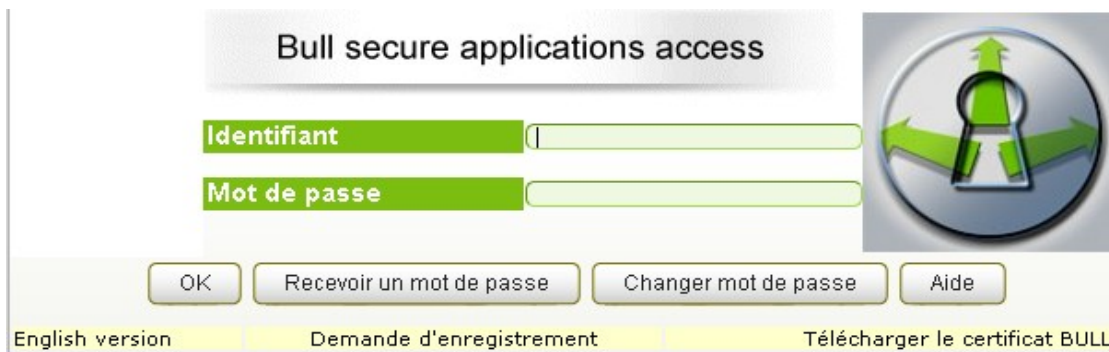 Bull secure applications access
Identifiant
Mot de passe
OK Recevoir un mot de passe Changer mot de passe Aide
English version Demande d'enregistrement Télécharger le certificat BULL